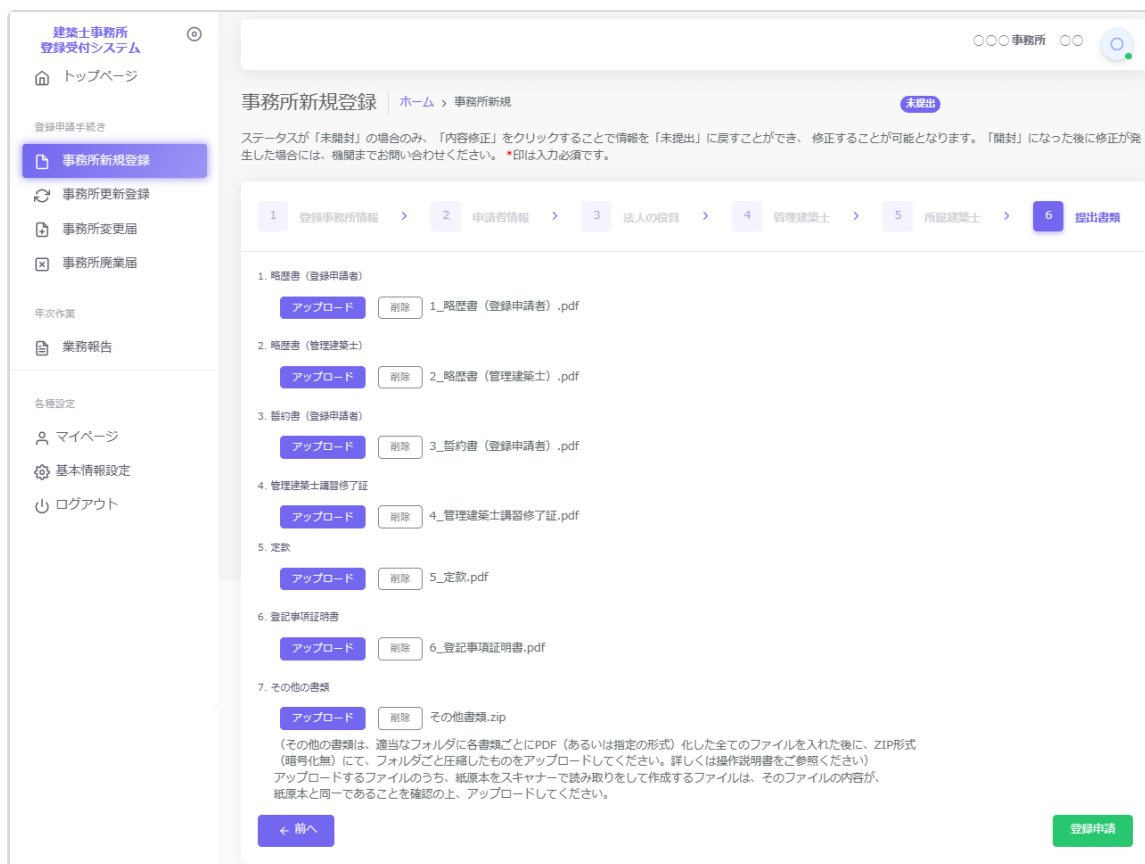 建築士事務所
登録受付システム
トップページ
登録申請手続き
事務所新規登録
事務所更新登録
事務所変更届
事務所廃業届
年次作業
業務報告
各種設定
マイページ
基本情報設定
ログアウト
○○○事務所 ○○
○
事務所新規登録 ホーム > 事務所新規
未提出
ステータスが「未開封」の場合のみ、「内容修正」をクリックすることで情報を「未提出」に戻すことができ、 修正することが可能となります。「開封」になった後に修正が発
生した場合には、機関までお問い合わせください。 *印は入力必須です。
1 登録事務所情報 > 2 申請者情報 > 3 法人の役員 > 4 管理建築士 > 5 所属建築士 > 6 提出書類
1. 略歴書（登録申請者）
アップロード 削除 1_略歴書（登録申請者）.pdf
2. 略歴書（管理建築士）
アップロード 削除 2_略歴書（管理建築士）.pdf
3. 誓約書（登録申請者）
アップロード 削除 3_誓約書（登録申請者）.pdf
4. 管理建築士講習修了証
アップロード 削除 4_管理建築士講習修了証.pdf
5. 定款
アップロード 削除 5_定款.pdf
6. 登記事項証明書
アップロード 削除 6_登記事項証明書.pdf
7. その他の書類
アップロード 削除 その他書類.zip
（その他の書類は、適当なフォルダに各書類ごとにPDF（あるいは指定の形式）化した全てのファイルを入れた後に、ZIP形式
（暗号化無）にて、フォルダごと圧縮したものをアップロードしてください。詳しくは操作説明書をご参照ください）
アップロードするファイルのうち、紙原本をスキャナーで読み取りをして作成するファイルは、そのファイルの内容が、
紙原本と同一であることを確認の上、アップロードしてください。
← 前へ
登録申請